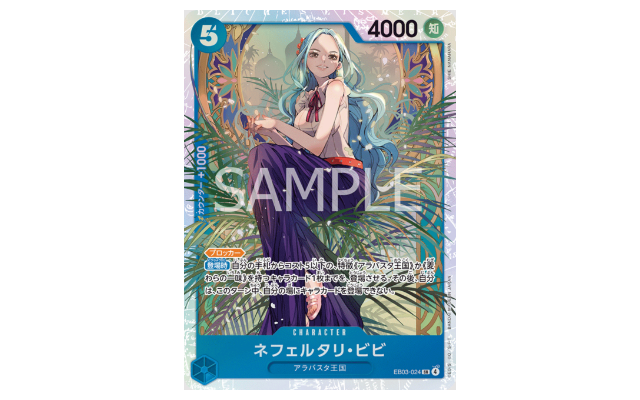 5
4000
知
カウンター +1000
SAMPLE
ブロッカー
登場時 自分の手札からコスト5以下の、特徴《アラバスタ王国》か《麦
わらの一味》を持つキャラカード1枚までを、登場させる。その後、自分
は、このターン中、自分の場にキャラカードを登場できない。
CHARACTER
ネフェルタリ・ビビ
アラバスタ王国
EB03-024 SR